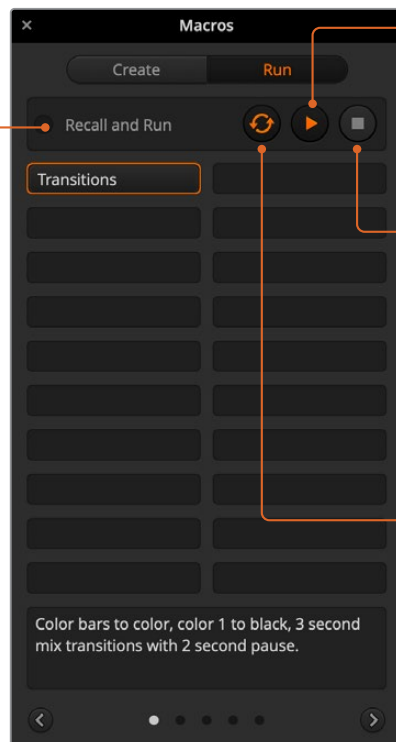 Macros
Create
Run
Recall and Run
Transitions
Color bars to color, color 1 to black, 3 second
mix transitions with 2 second pause.